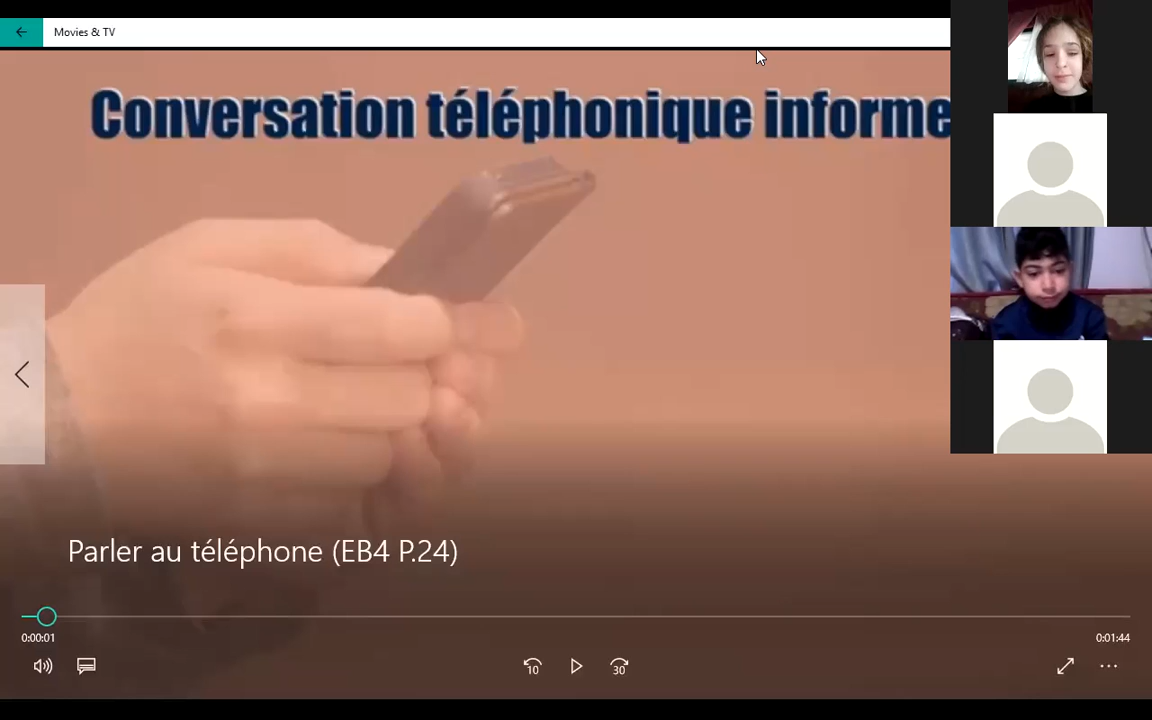 Movies & TV
Conversation téléphonique informe
Parler au téléphone (EB4 P.24)
0:00:01
0:01:44
10
30